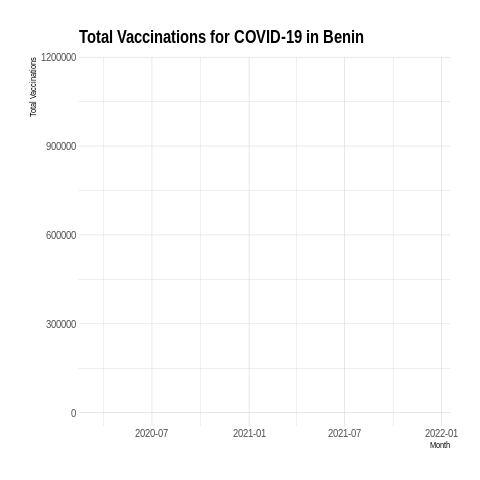 Total Vaccinations for COVID-19 in Benin
Total Vaccinations
1200000
900000
600000
300000
0
2020-07 2021-01 2021-07 2022-01
Month